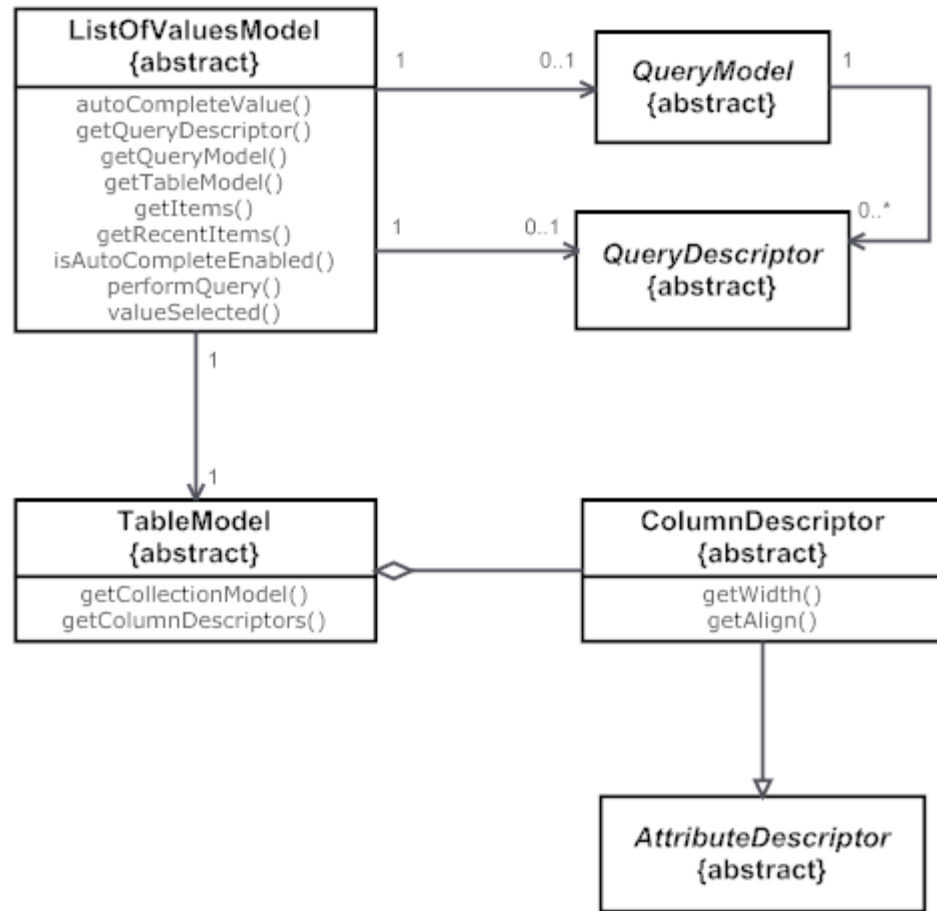 ListOfValuesModel
{abstract}
autoCompleteValue()
getQueryDescriptor()
getQueryModel()
getTableModel()
getItems()
getRecentItems()
isAutoCompleteEnabled()
performQuery()
valueSelected()
1
0..1
QueryModel
{abstract}
1
0..*
1
0..1
QueryDescriptor
{abstract}
1
1
TableModel
{abstract}
getCollectionModel()
getColumnDescriptors()
ColumnDescriptor
{abstract}
getWidth()
getAlign()
AttributeDescriptor
{abstract}